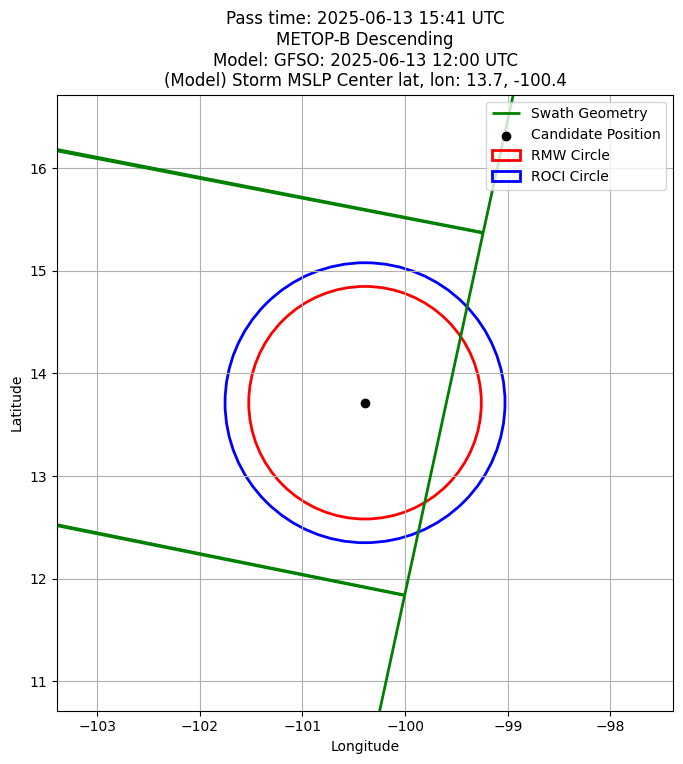 Pass time: 2025-06-13 15:41 UTC
METOP-B Descending
Model: GFSO: 2025-06-13 12:00 UTC
(Model) Storm MSLP Center lat, lon: 13.7, -100.4
Swath Geometry
Candidate Position
RMW Circle
ROCI Circle
16
15
14
13
12
11
Latitude
−103
−102
−101
−100
−99
−98
Longitude